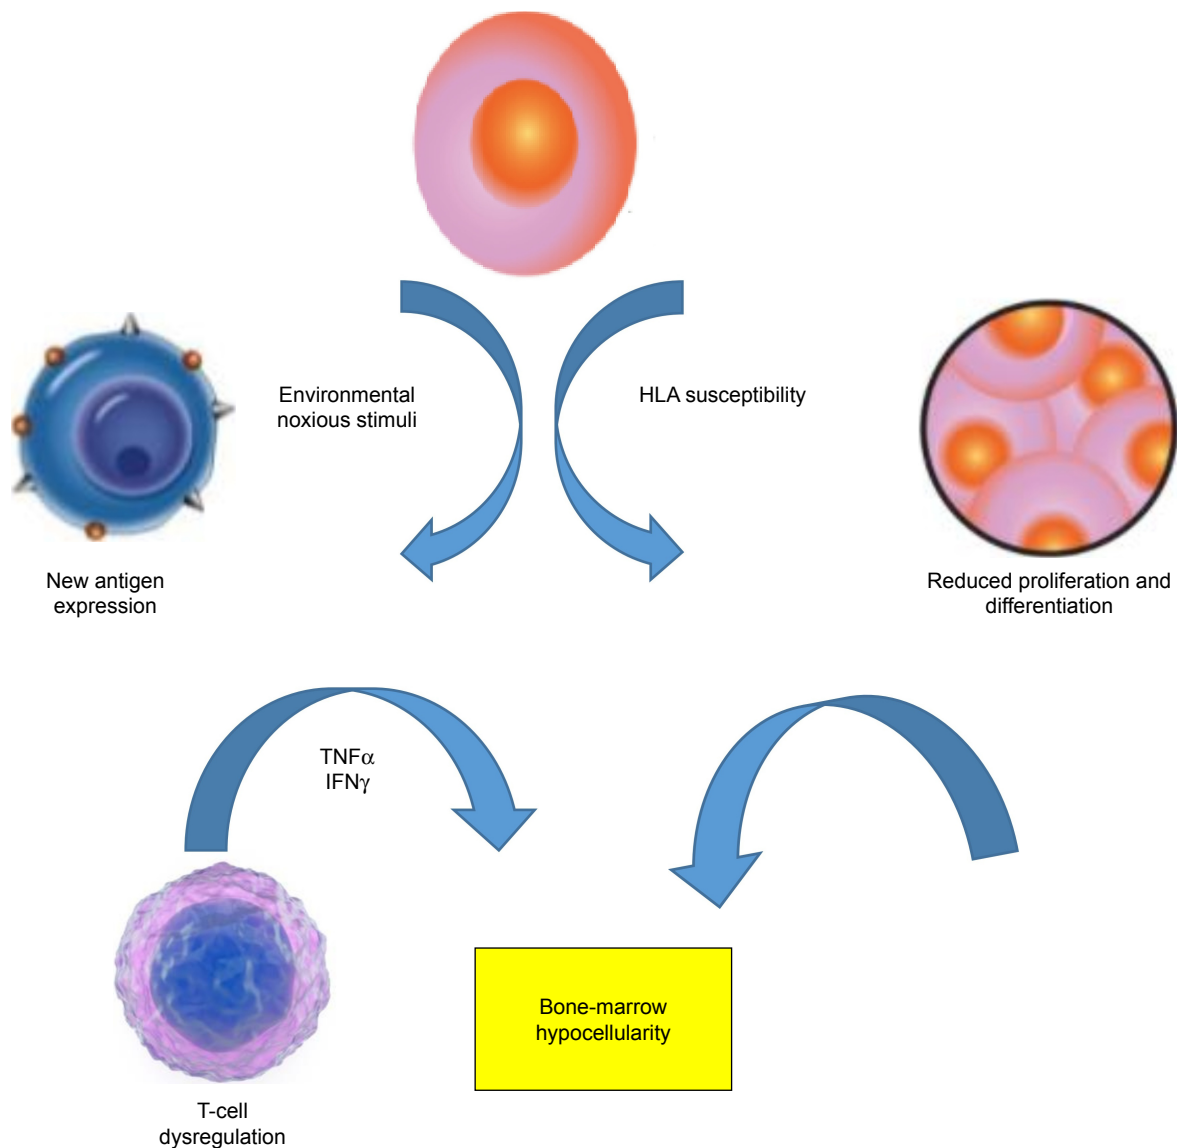 Environmental
noxious stimuli
HLA susceptibility
New antigen
expression
Reduced proliferation and
differentiation
TNFα
IFNγ
Bone-marrow
hypocellularity
T-cell
dysregulation